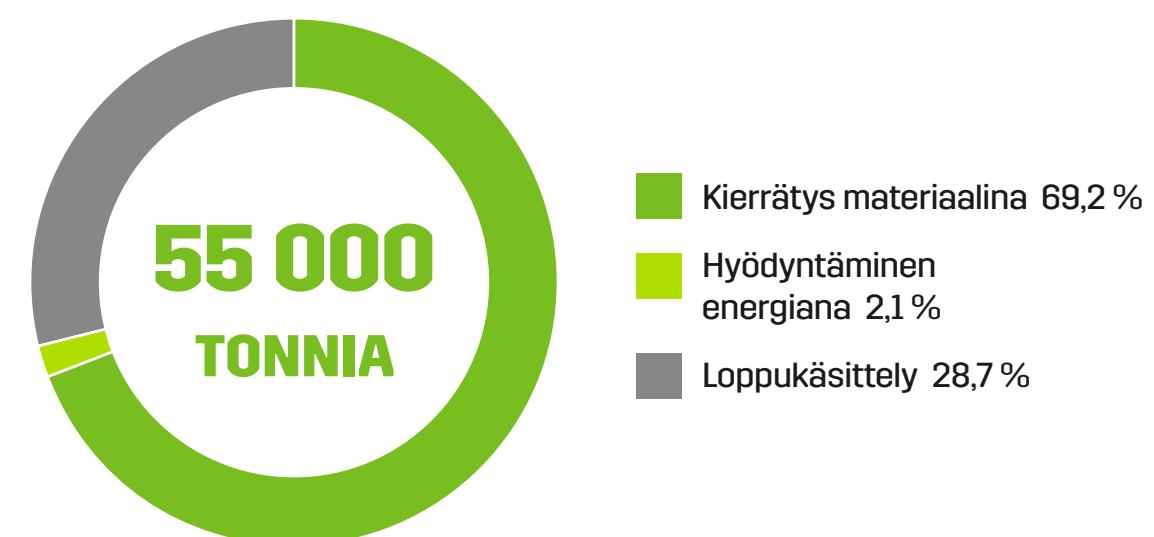 55 000
TONNIA
Kierrätys materiaalina 69,2 %
Hyödyntäminen
energiana 2,1 %
Loppukäsittely 28,7 %